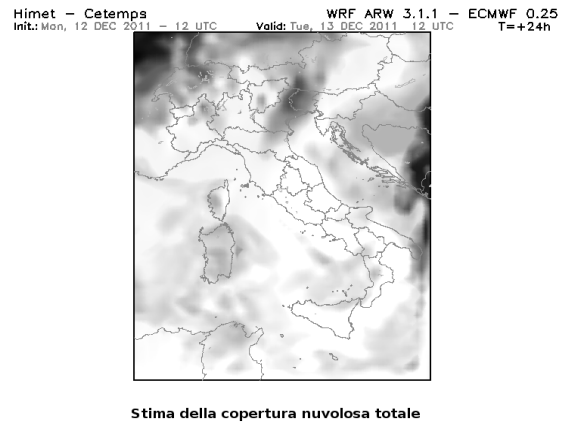 Himet – Cetemps WRF ARW 3.1.1 – ECMWF 0.25
Init.: Mon, 12 DEC 2011 – 12 UTC Valid: Tue, 13 DEC 2011 12 UTC T=+24h
Stima della copertura nuvolosa totale